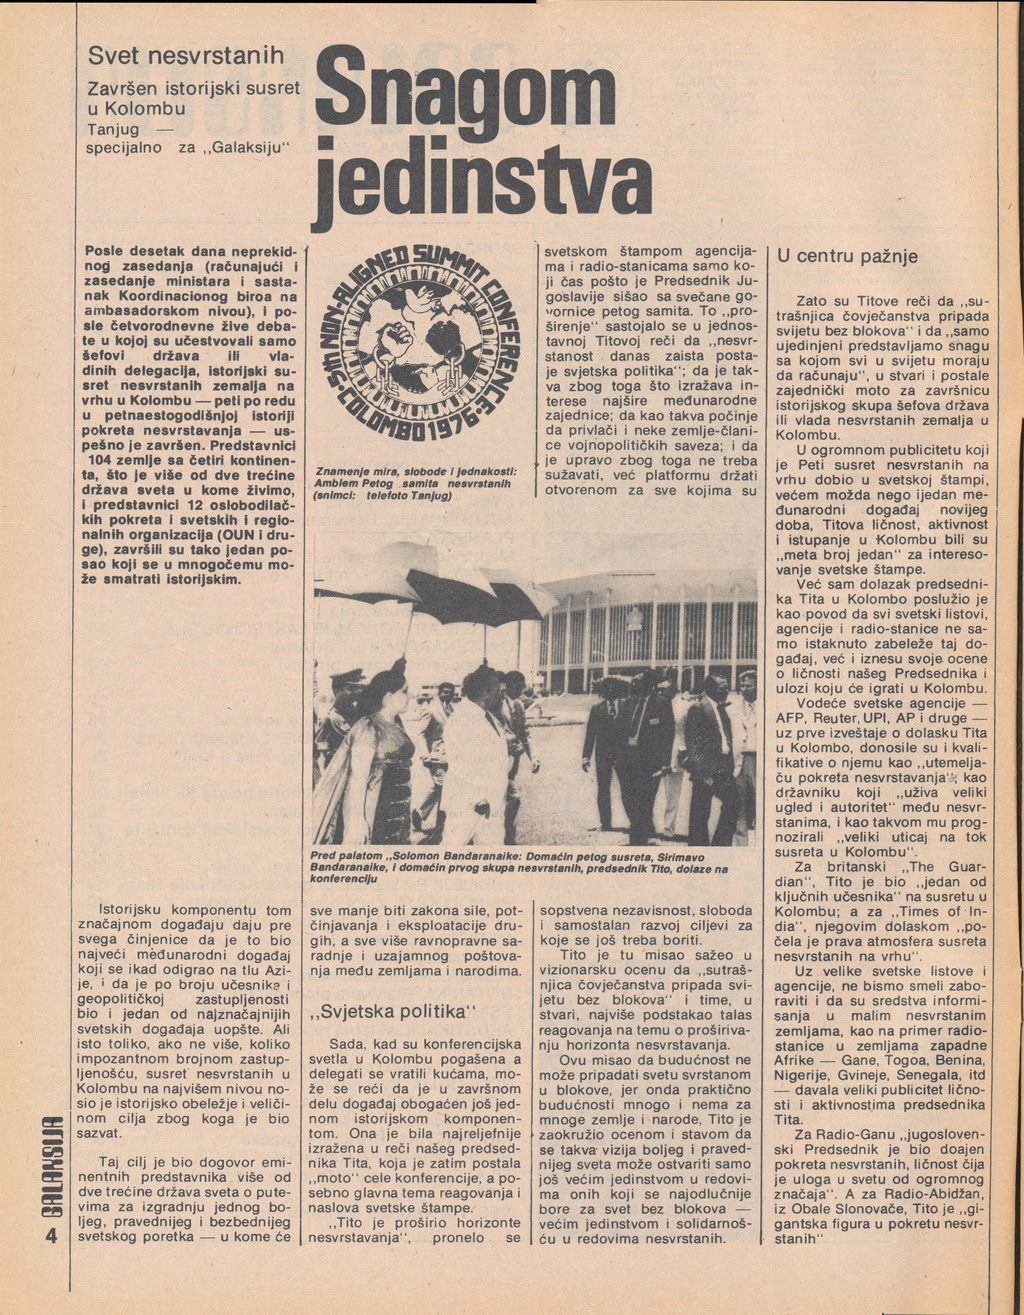 Svet nesvrstanih
Završen istorijski susret
u Kolombu
Tanjug —
specijalno za ,,Galaksiju"
Snagom
jedinstva
Posle desetak dana neprekid-
nog zasedanja (računajući i
zasedanje ministara i sasta-
nak Koordinacionog biroa na
ambasadorskom nivou), i po-
sle četvorodnevne žive deba-
te u kojoj su učestvovali samo
šefovi država ili vla-
dinih delegacija, istorijski su-
sret nesvrstanih zemalja na
vrhu u Kolombu — peti po redu
u petnaestogodišnjoj istoriji
pokreta nesvrstavanja — us-
pešno je završen. Predstavnici
104 zemlje sa četiri kontinen-
ta, što je više od dve trećine
država sveta u kome živimo,
i predstavnici 12 oslobodilač-
kih pokreta i svetskih i regio-
nalnih organizacija (OUN i dru-
ge), završili su tako jedan po-
sao koji se u mnogočemu mo-
že smatrati istorijskim.
NON-ALIGNED SUMMIT CONFERENCE
COLOMBO 1976
Znamenje mira, slobode i jednakosti:
Amblem Petog samita nesvrstanih
(snimci: telefoto Tanjug)
Pred palatom ,,Solomon Bandaranaike: Domaćin petog susreta, Sirimavo
Bandaranaike, i domaćin prvog skupa nesvrstanih, predsednik Tito, dolaze na
konferenciju
Istorijsku komponentu tom
značajnom događaju daju pre
svega činjenice da je to bio
najveći međunarodni događaj
koji se ikad odigrao na tlu Azi-
je, i da je po broju učesnika i
geopolitičkoj zastupljenosti
bio i jedan od najznačajnijih
svetskih događaja uopšte. Ali
isto toliko, ako ne više, koliko
impozantnom brojnom zastup-
ljenošću, susret nesvrstanih u
Kolombu na najvišem nivou no-
sio je istorijsko obeležje i veliči-
nom cilja zbog koga je bio
sazvat.
Taj cilj je bio dogovor emi-
nentnih predstavnika više od
dve trećine država sveta o pute-
vima za izgradnju jednog bo-
ljeg, pravednijeg i bezbednijeg
svetskog poretka — u kome će
sve manje biti zakona sile, pot-
činjavanja i eksploatacije dru-
gih, a sve više ravnopravne sa-
radnje i uzajamnog poštova-
nja među zemljama i narodima.
,,Svjetska politika"
Sada, kad su konferencijska
svetla u Kolombu pogašena a
delegati se vratili kućama, mo-
že se reći da je u završnom
delu događaj obogaćen još jed-
nom istorijskom komponen-
tom. Ona je bila najreljefnije
izražena u reči našeg predsed-
nika Tita, koja je zatim postala
,,moto" cele konferencije, a po-
sebno glavna tema reagovanja i
naslova svetske štampe.
,,Tito je proširio horizonte
nesvrstavanja", pronelo se
svetskom štampom agencija-
ma i radio-stanicama samo ko-
ji čas pošto je Predsednik Ju-
goslavije sišao sa svečane go-
vornice petog samita. To ,,pro-
širenje" sastojalo se u jednos-
tavnoj Titovoj reči da ,,nesvr-
stanost danas zaista posta-
je svjetska politika"; da je tak-
va zbog toga što izražava in-
terese najšire međunarodne
zajednice; da kao takva počinje
da privlači i neke zemlje-člani-
ce vojnopolitičkih saveza; i da
je upravo zbog toga ne treba
sužavati, već platformu držati
otvorenom za sve kojima su
sopstvena nezavisnost, sloboda
i samostalan razvoj ciljevi za
koje se još treba boriti.
Tito je tu misao sažeo u
vizionarsku ocenu da ,,sutraš-
njica čovječanstva pripada svi-
jetu bez blokova" i time, u
stvari, najviše podstakao talas
reagovanja na temu o proširiva-
nju horizonta nesvrstavanja.
Ovu misao da budućnost ne
može pripadati svetu svrstanom
u blokove, jer onda praktično
budućnosti mnogo i nema za
mnoge zemlje i narode, Tito je
zaokružio ocenom i stavom da
se takva vizija boljeg i praved-
nijeg sveta može ostvariti samo
još većim jedinstvom u redovi-
ma onih koji se najodlučnije
bore za svet bez blokova —
većim jedinstvom i solidarnoš-
ću u redovima nesvrstanih.
U centru pažnje
Zato su Titove reči da ,,su-
trašnjica čovječanstva pripada
svijetu bez blokova" i da ,,samo
ujedinjeni predstavljamo snagu
sa kojom svi u svijetu moraju
da računaju", u stvari i postale
zajednički moto za završnicu
istorijskog skupa šefova država
ili vlada nesvrstanih zemalja u
Kolombu.
U ogromnom publicitetu koji
je Peti susret nesvrstanih na
vrhu dobio u svetskoj štampi,
većem možda nego ijedan me-
đunarodni događaj novijeg
doba, Titova ličnost, aktivnost
i istupanje u Kolombu bili su
,,meta broj jedan" za intereso-
vanje svetske štampe.
Već sam dolazak predsedni-
ka Tita u Kolombo poslužio je
kao povod da svi svetski listovi,
agencije i radio-stanice ne sa-
mo istaknuto zabeleže taj do-
gađaj, već i iznesu svoje ocene
o ličnosti našeg Predsednika i
ulozi koju će igrati u Kolombu.
Vodeće svetske agencije —
AFP, Reuter, UPI, AP i druge —
uz prve izveštaje o dolasku Tita
u Kolombo, donosile su i kvali-
fikative o njemu kao ,,utemelja-
ču pokreta nesvrstavanja", kao
državniku koji ,,uživa veliki
ugled i autoritet" među nesvr-
stanima, i kao takvom mu prog-
nozirali ,,veliki uticaj na tok
susreta u Kolombu".
Za britanski ,,The Guar-
dian", Tito je bio ,,jedan od
ključnih učesnika" na susretu u
Kolombu; a za ,,Times of In-
dia", njegovim dolaskom ,,po-
čela je prava atmosfera susreta
nesvrstanih na vrhu".
Uz velike svetske listove i
agencije, ne bismo smeli zabo-
raviti i da su sredstva informi-
sanja u malim nesvrstanim
zemljama, kao na primer radio-
stanice u zemljama zapadne
Afrike — Gane, Togoa, Benina,
Nigerije, Gvineje, Senegala, itd
— davala veliki publicitet lično-
sti i aktivnostima predsednika
Tita.
Za Radio-Ganu ,,jugosloven-
ski Predsednik je bio doajen
pokreta nesvrstanih, ličnost čija
je uloga u svetu od ogromnog
značaja". A za Radio-Abidžan,
iz Obale Slonovače, Tito je ,,gi-
gantska figura u pokretu nesvr-
stanih"
GALAKSIJA
4